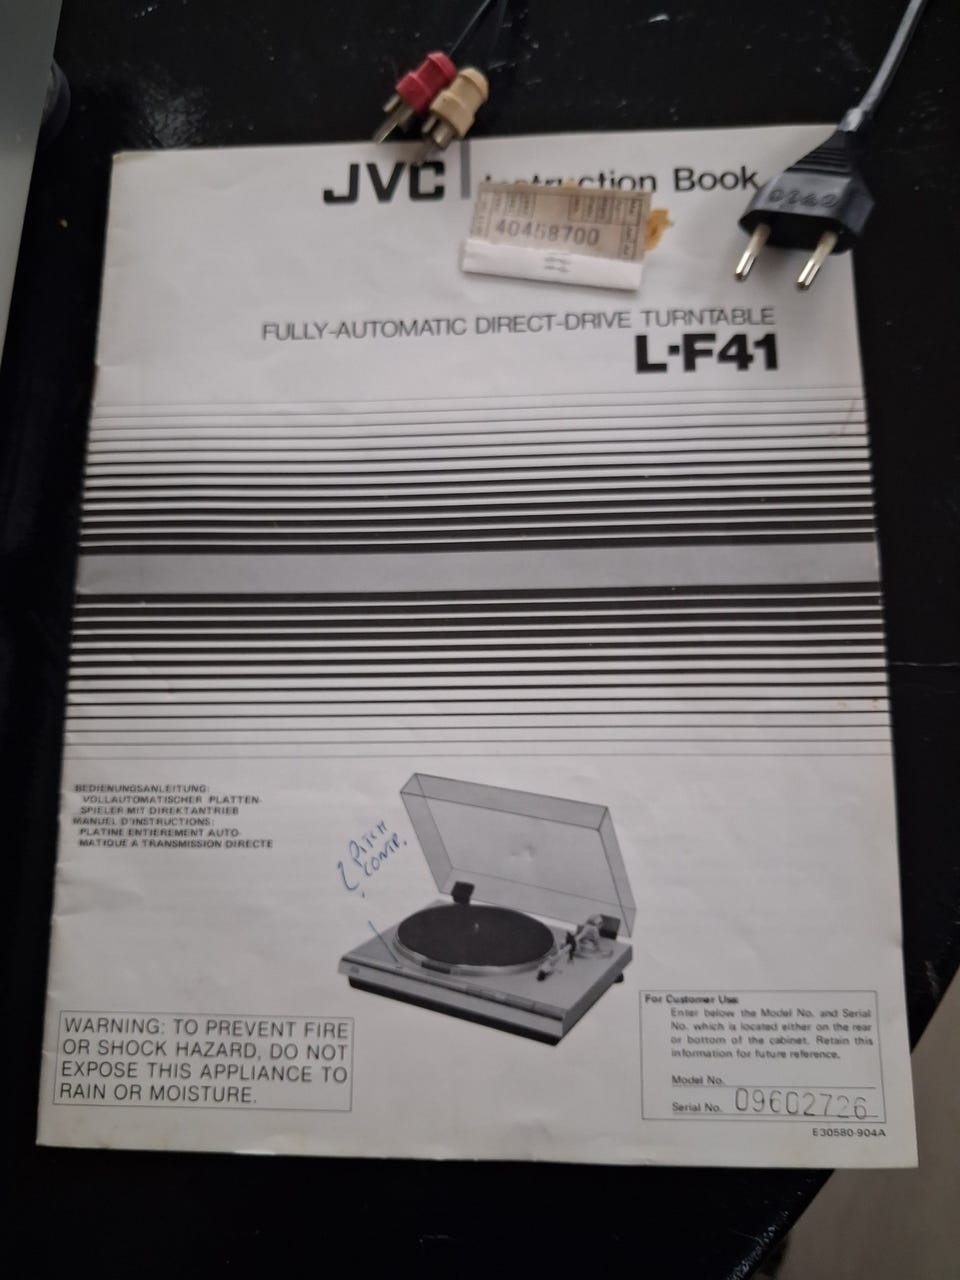 JVC Instruction Book
40458700
FULLY-AUTOMATIC DIRECT-DRIVE TURNTABLE
L-F41
BEDIENUNGSANLEITUNG:
VOLLAUTOMATISCHER PLATTEN-
SPIELER MIT DIREKTANTRIEB
MANUEL D'INSTRUCTIONS:
PLATINE ENTIEREMENT AUTO-
MATIQUE A TRANSMISSION DIRECTE
PITCH
CONTR.
WARNING: TO PREVENT FIRE
OR SHOCK HAZARD, DO NOT
EXPOSE THIS APPLIANCE TO
RAIN OR MOISTURE.
For Customer Use:
Enter below the Model No. and Serial
No. which is located either on the rear
or bottom of the cabinet. Retain this
information for future reference.
Model No.
Serial No. 09602726
E30580-904A